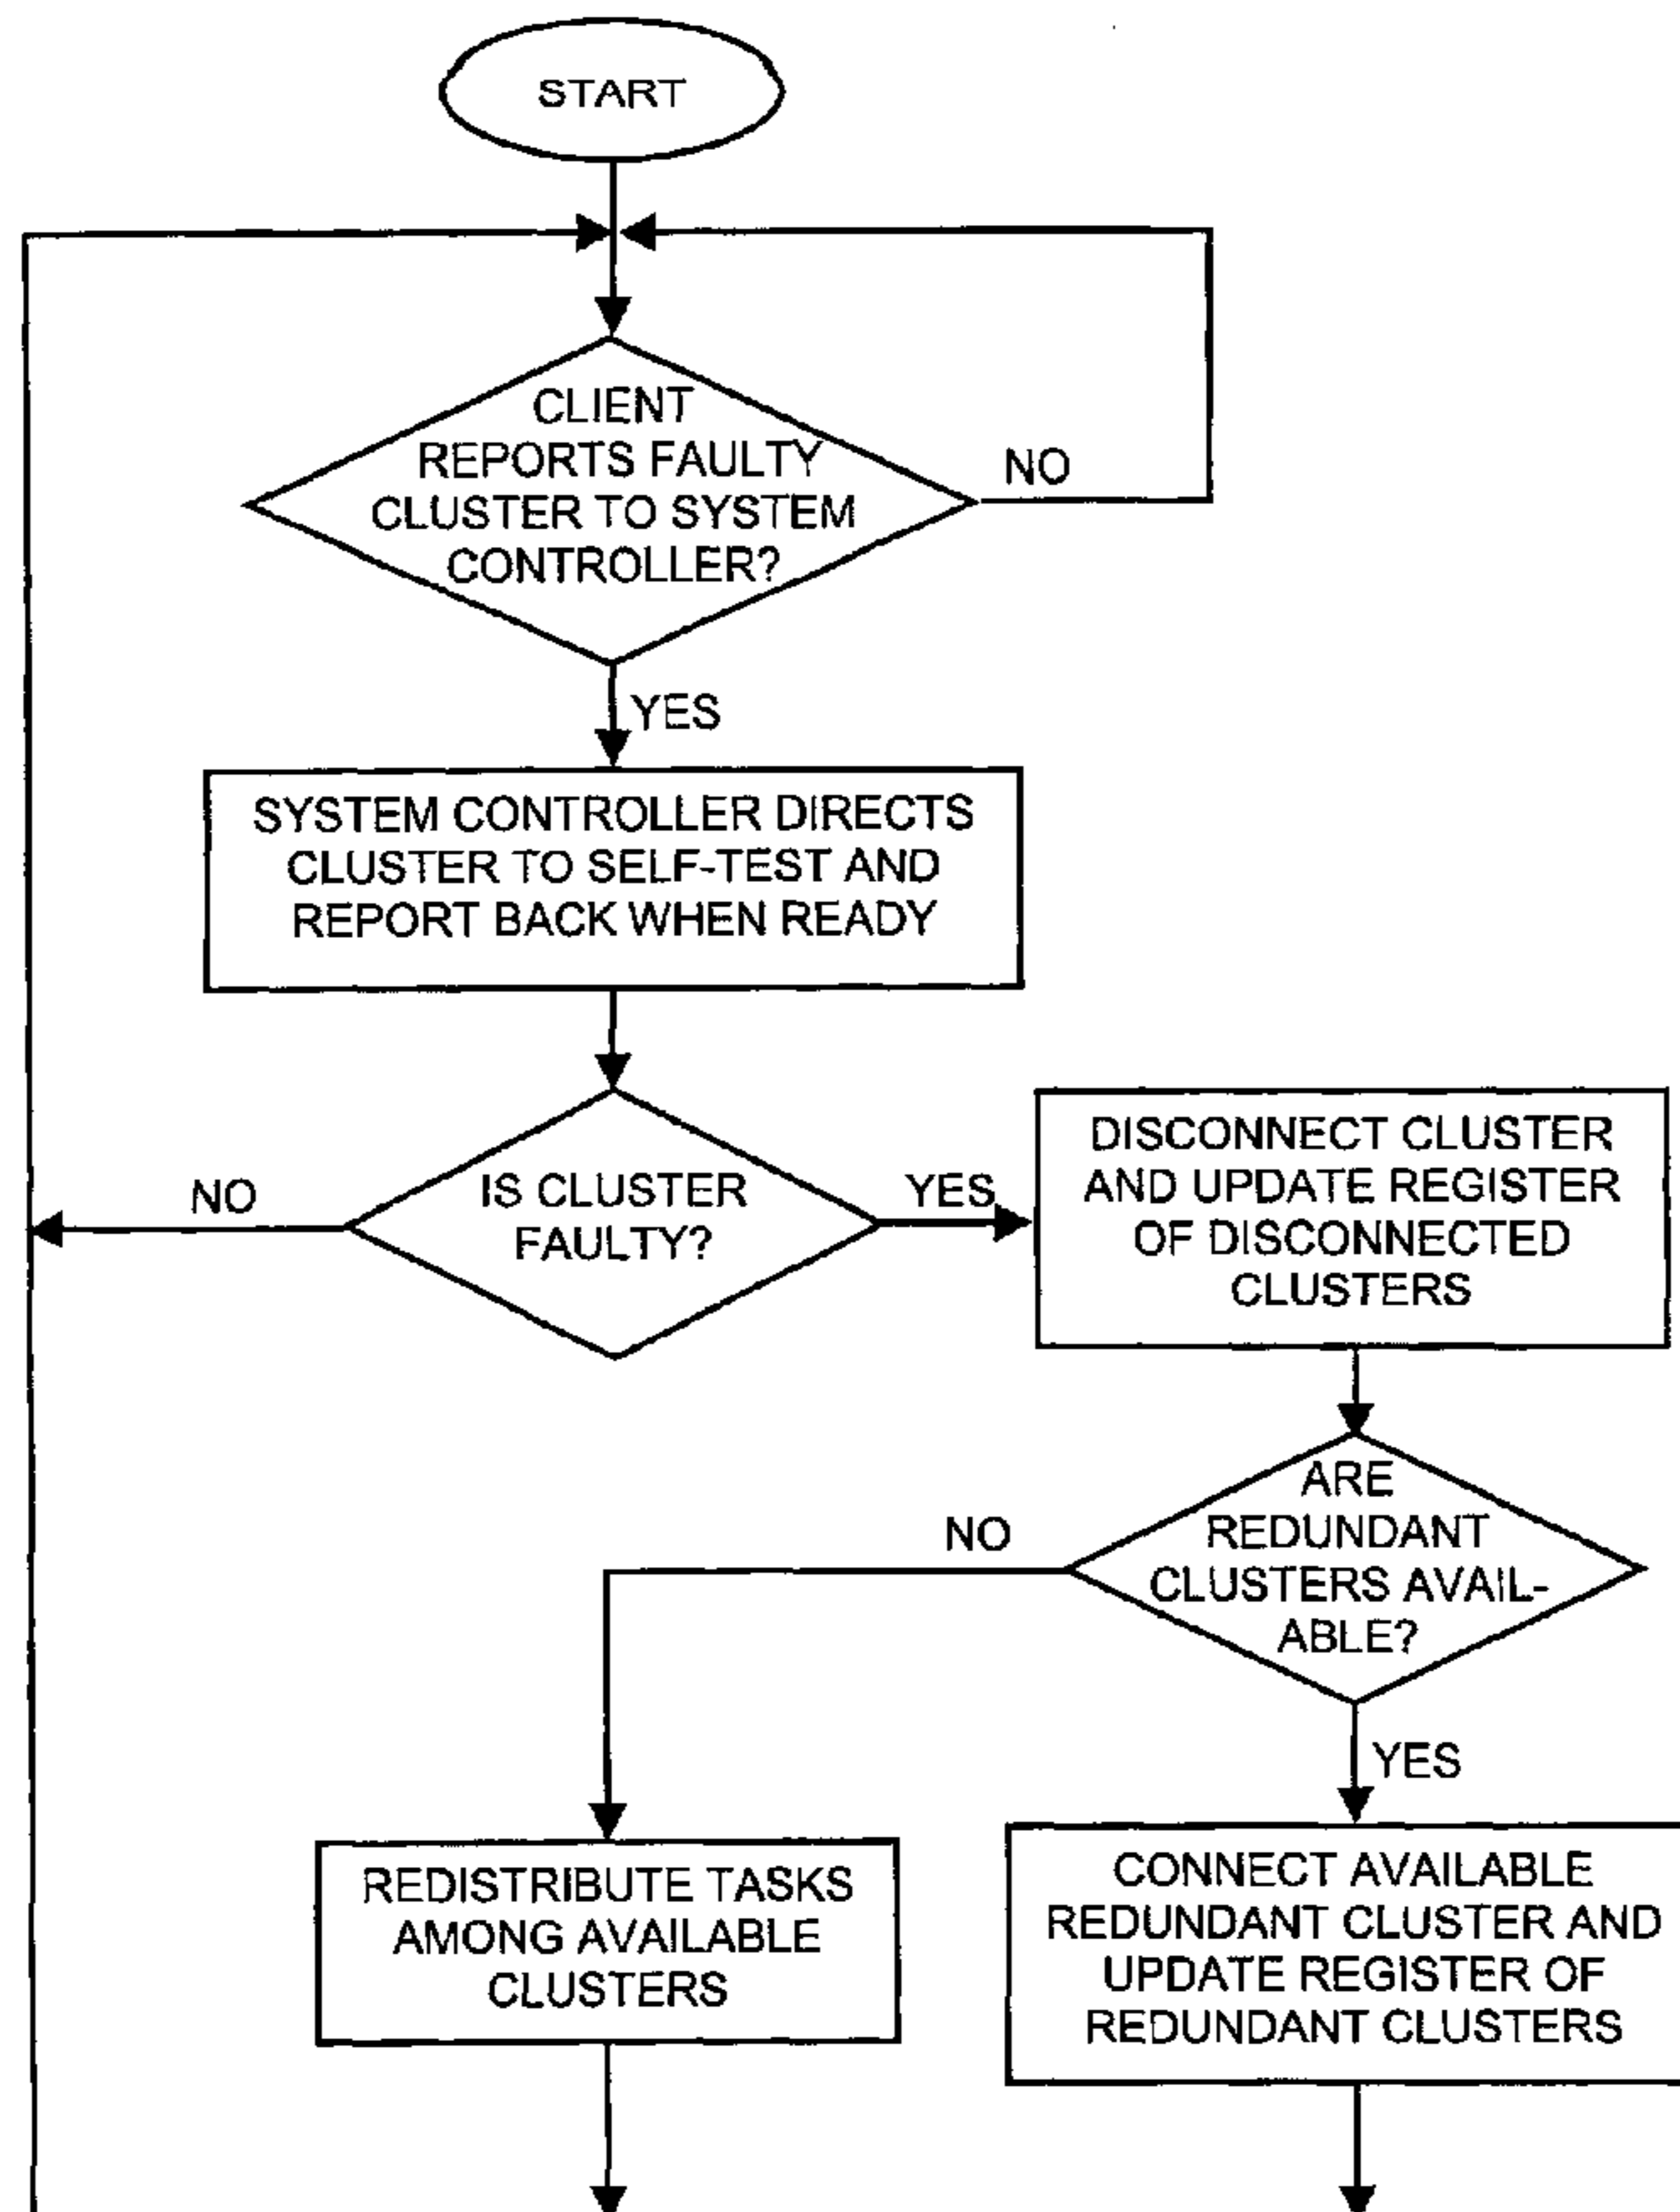 START
CLIENT
REPORTS FAULTY
CLUSTER TO SYSTEM
CONTROLLER?
NO
YES
SYSTEM CONTROLLER DIRECTS
CLUSTER TO SELF-TEST AND
REPORT BACK WHEN READY
NO
IS CLUSTER
FAULTY?
YES
DISCONNECT CLUSTER
AND UPDATE REGISTER
OF DISCONNECTED
CLUSTERS
ARE
REDUNDANT
CLUSTERS AVAIL-
ABLE?
NO
YES
REDISTRIBUTE TASKS
AMONG AVAILABLE
CLUSTERS
CONNECT AVAILABLE
REDUNDANT CLUSTER AND
UPDATE REGISTER OF
REDUNDANT CLUSTERS